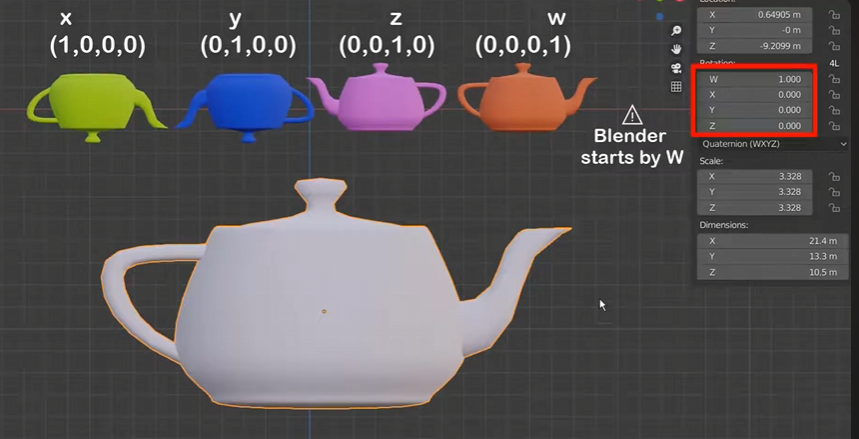 x y z w
(1,0,0,0) (0,1,0,0) (0,0,1,0) (0,0,0,1)
Blender
starts by W
Location:
X 0.64905 m
Y -0 m
Z -9.2099 m
Rotation: 4L
W 1.000
X 0.000
Y 0.000
Z 0.000
Quaternion (WXYZ)
Scale:
X 3.328
Y 3.328
Z 3.328
Dimensions:
X 21.4 m
Y 13.3 m
Z 10.5 m